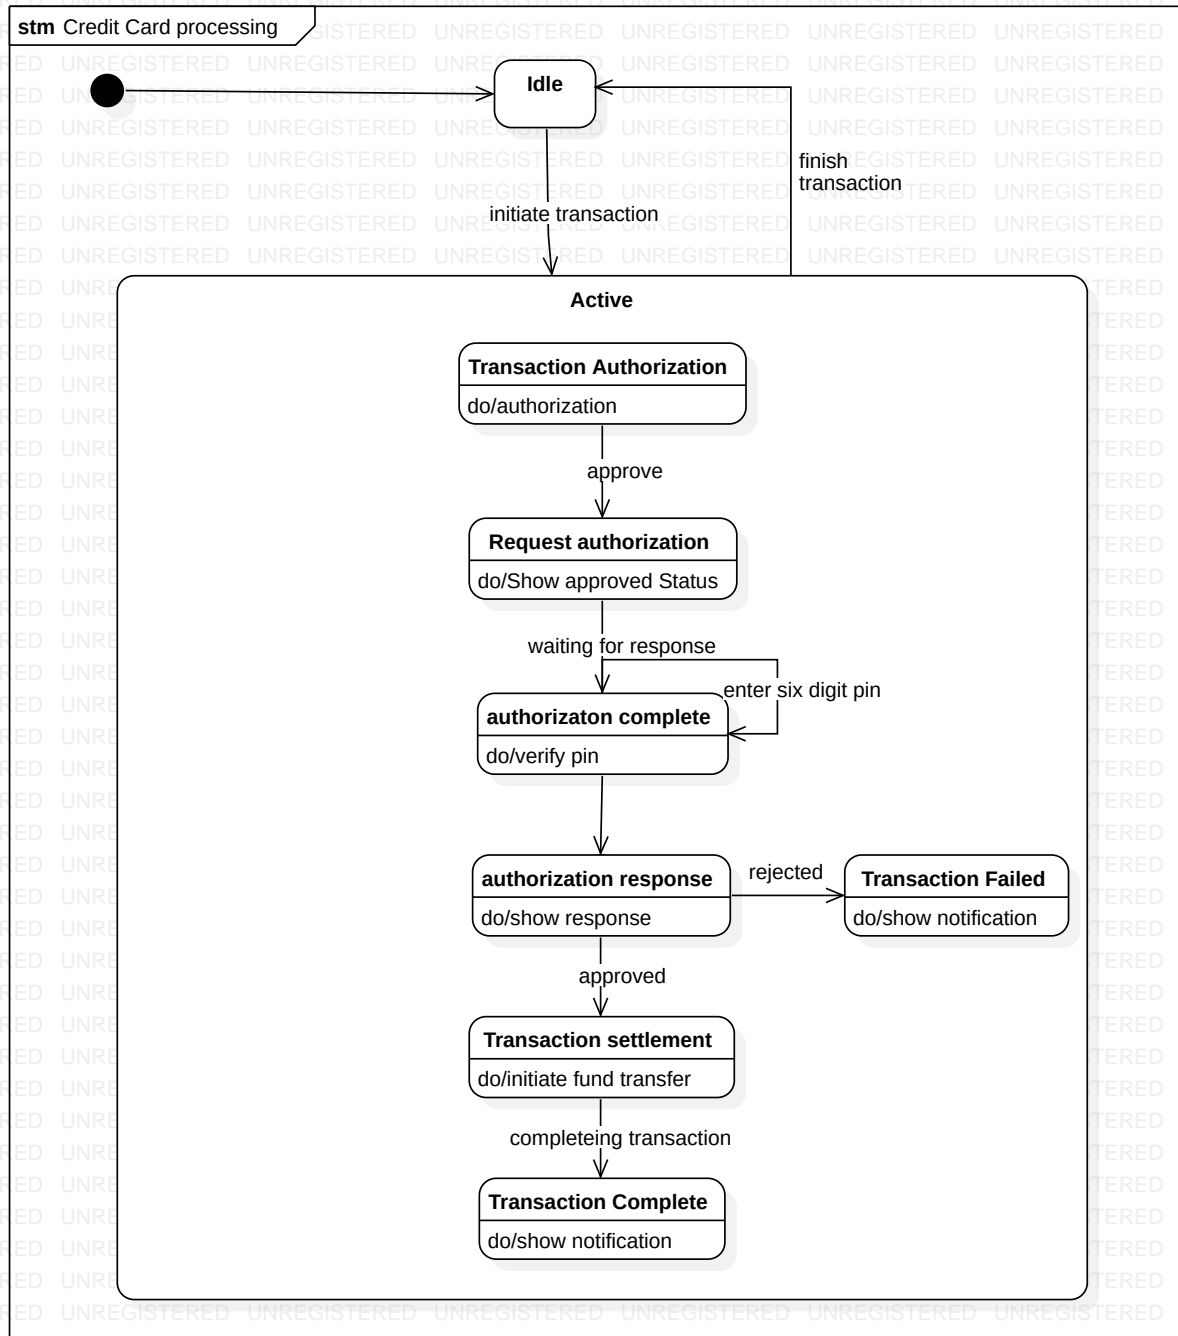 stm Credit Card processing
Idle
finish
transaction
initiate transaction
Active
Transaction Authorization
do/authorization
approve
Request authorization
do/Show approved Status
waiting for response
enter six digit pin
authorizaton complete
do/verify pin
authorization response
do/show response
rejected
Transaction Failed
do/show notification
approved
Transaction settlement
do/initiate fund transfer
completeing transaction
Transaction Complete
do/show notification